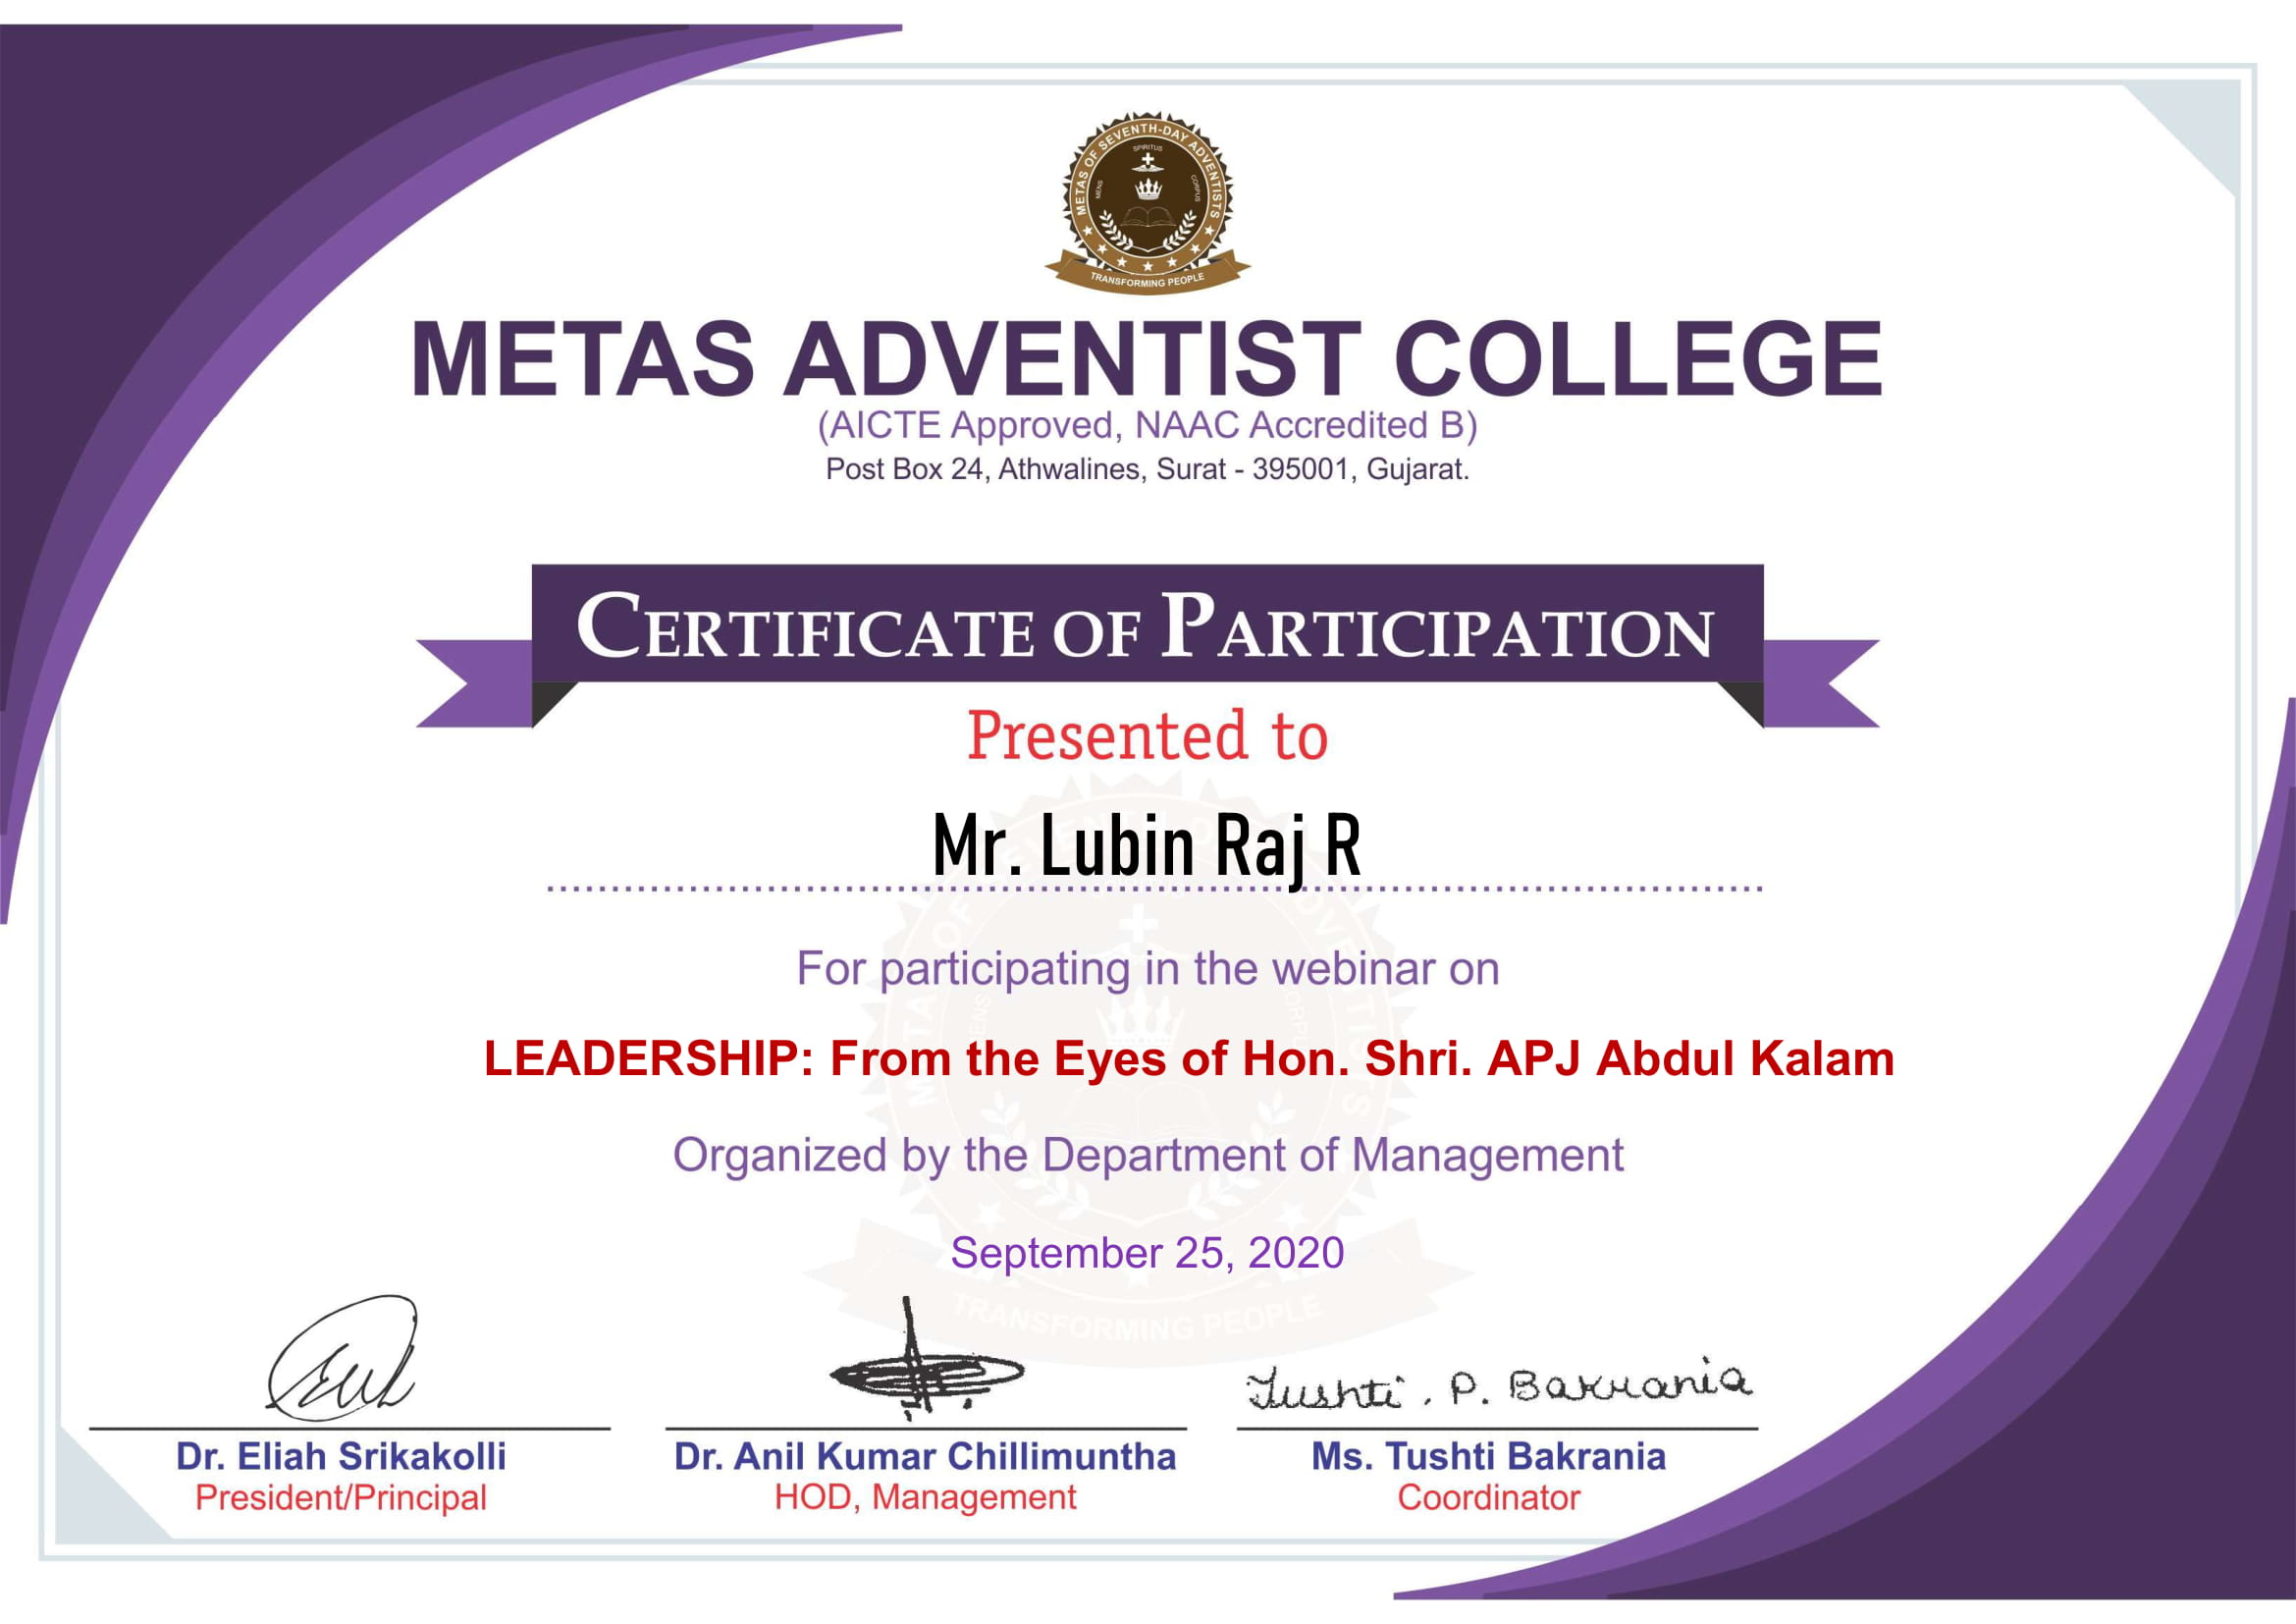 METAS OF SEVENTH-DAY ADVENTISTS
SPIRITUS
MENS
CORPUS
TRANSFORMING PEOPLE
METAS ADVENTIST COLLEGE
(AICTE Approved, NAAC Accredited B)
Post Box 24, Athwalines, Surat - 395001, Gujarat.
CERTIFICATE OF PARTICIPATION
Presented to
Mr. Lubin Raj R
For participating in the webinar on
LEADERSHIP: From the Eyes of Hon. Shri. APJ Abdul Kalam
Organized by the Department of Management
September 25, 2020
TRANSFORMING PEOPLE
Tushti . P. Bakrania
Dr. Eliah Srikakolli
President/Principal
Dr. Anil Kumar Chillimuntha
HOD, Management
Ms. Tushti Bakrania
Coordinator